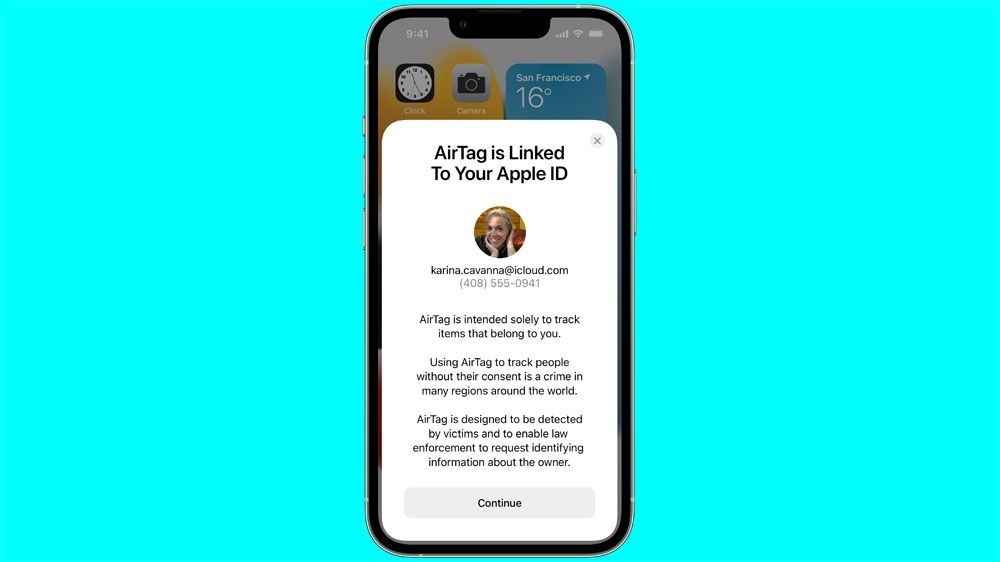 9:41
San Francisco
16°
Clock
Camera
AirTag is Linked
To Your Apple ID
karina.cavanna@icloud.com
(408) 555-0941
AirTag is intended solely to track
items that belong to you.
Using AirTag to track people
without their consent is a crime in
many regions around the world.
AirTag is designed to be detected
by victims and to enable law
enforcement to request identifying
information about the owner.
Continue